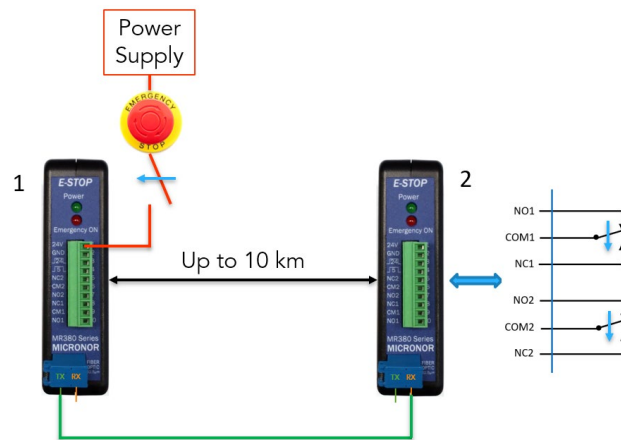 Power
Supply
EMERGENCY
STOP
1
E-STOP
Power
Emergency ON
24V
GND
NC2
CM2
NO2
NC1
CM1
NO1
MR380 Series
MICRONOR
TX RX
Up to 10 km
2
E-STOP
Power
Emergency ON
24V
GND
NC2
CM2
NO2
NC1
CM1
NO1
MR380 Series
MICRONOR
TX RX
NO1
COM1
NC1
NO2
COM2
NC2